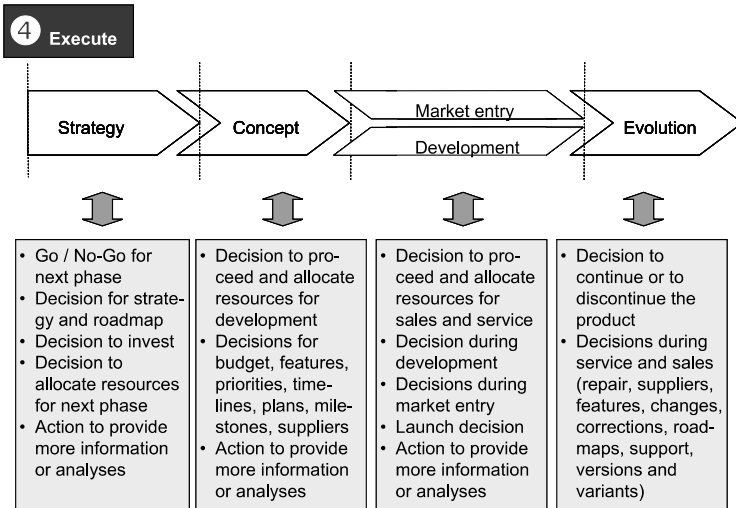 4 Execute
Strategy
Concept
Market entry
Development
Evolution
• Go / No-Go for
next phase
• Decision for strate-
gy and roadmap
• Decision to invest
• Decision to
allocate resources
for next phase
• Action to provide
more information
or analyses
• Decision to pro-
ceed and allocate
resources for
development
• Decisions for
budget, features,
priorities, time-
lines, plans, mile-
stones, suppliers
• Action to provide
more information
or analyses
• Decision to pro-
ceed and allocate
resources for
sales and service
• Decision during
development
• Decisions during
market entry
• Launch decision
• Action to provide
more information
or analyses
• Decision to
continue or to
discontinue the
product
• Decisions during
service and sales
(repair, suppliers,
features, changes,
corrections, road-
maps, support,
versions and
variants)